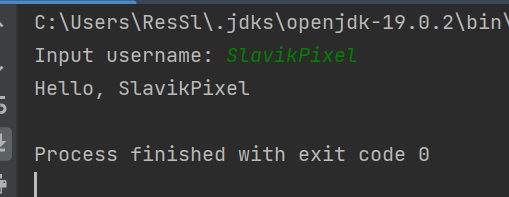 C:\Users\ResSl\.jdks\openjdk-19.0.2\bin\
Input username: SlavikPixel
Hello, SlavikPixel
Process finished with exit code 0